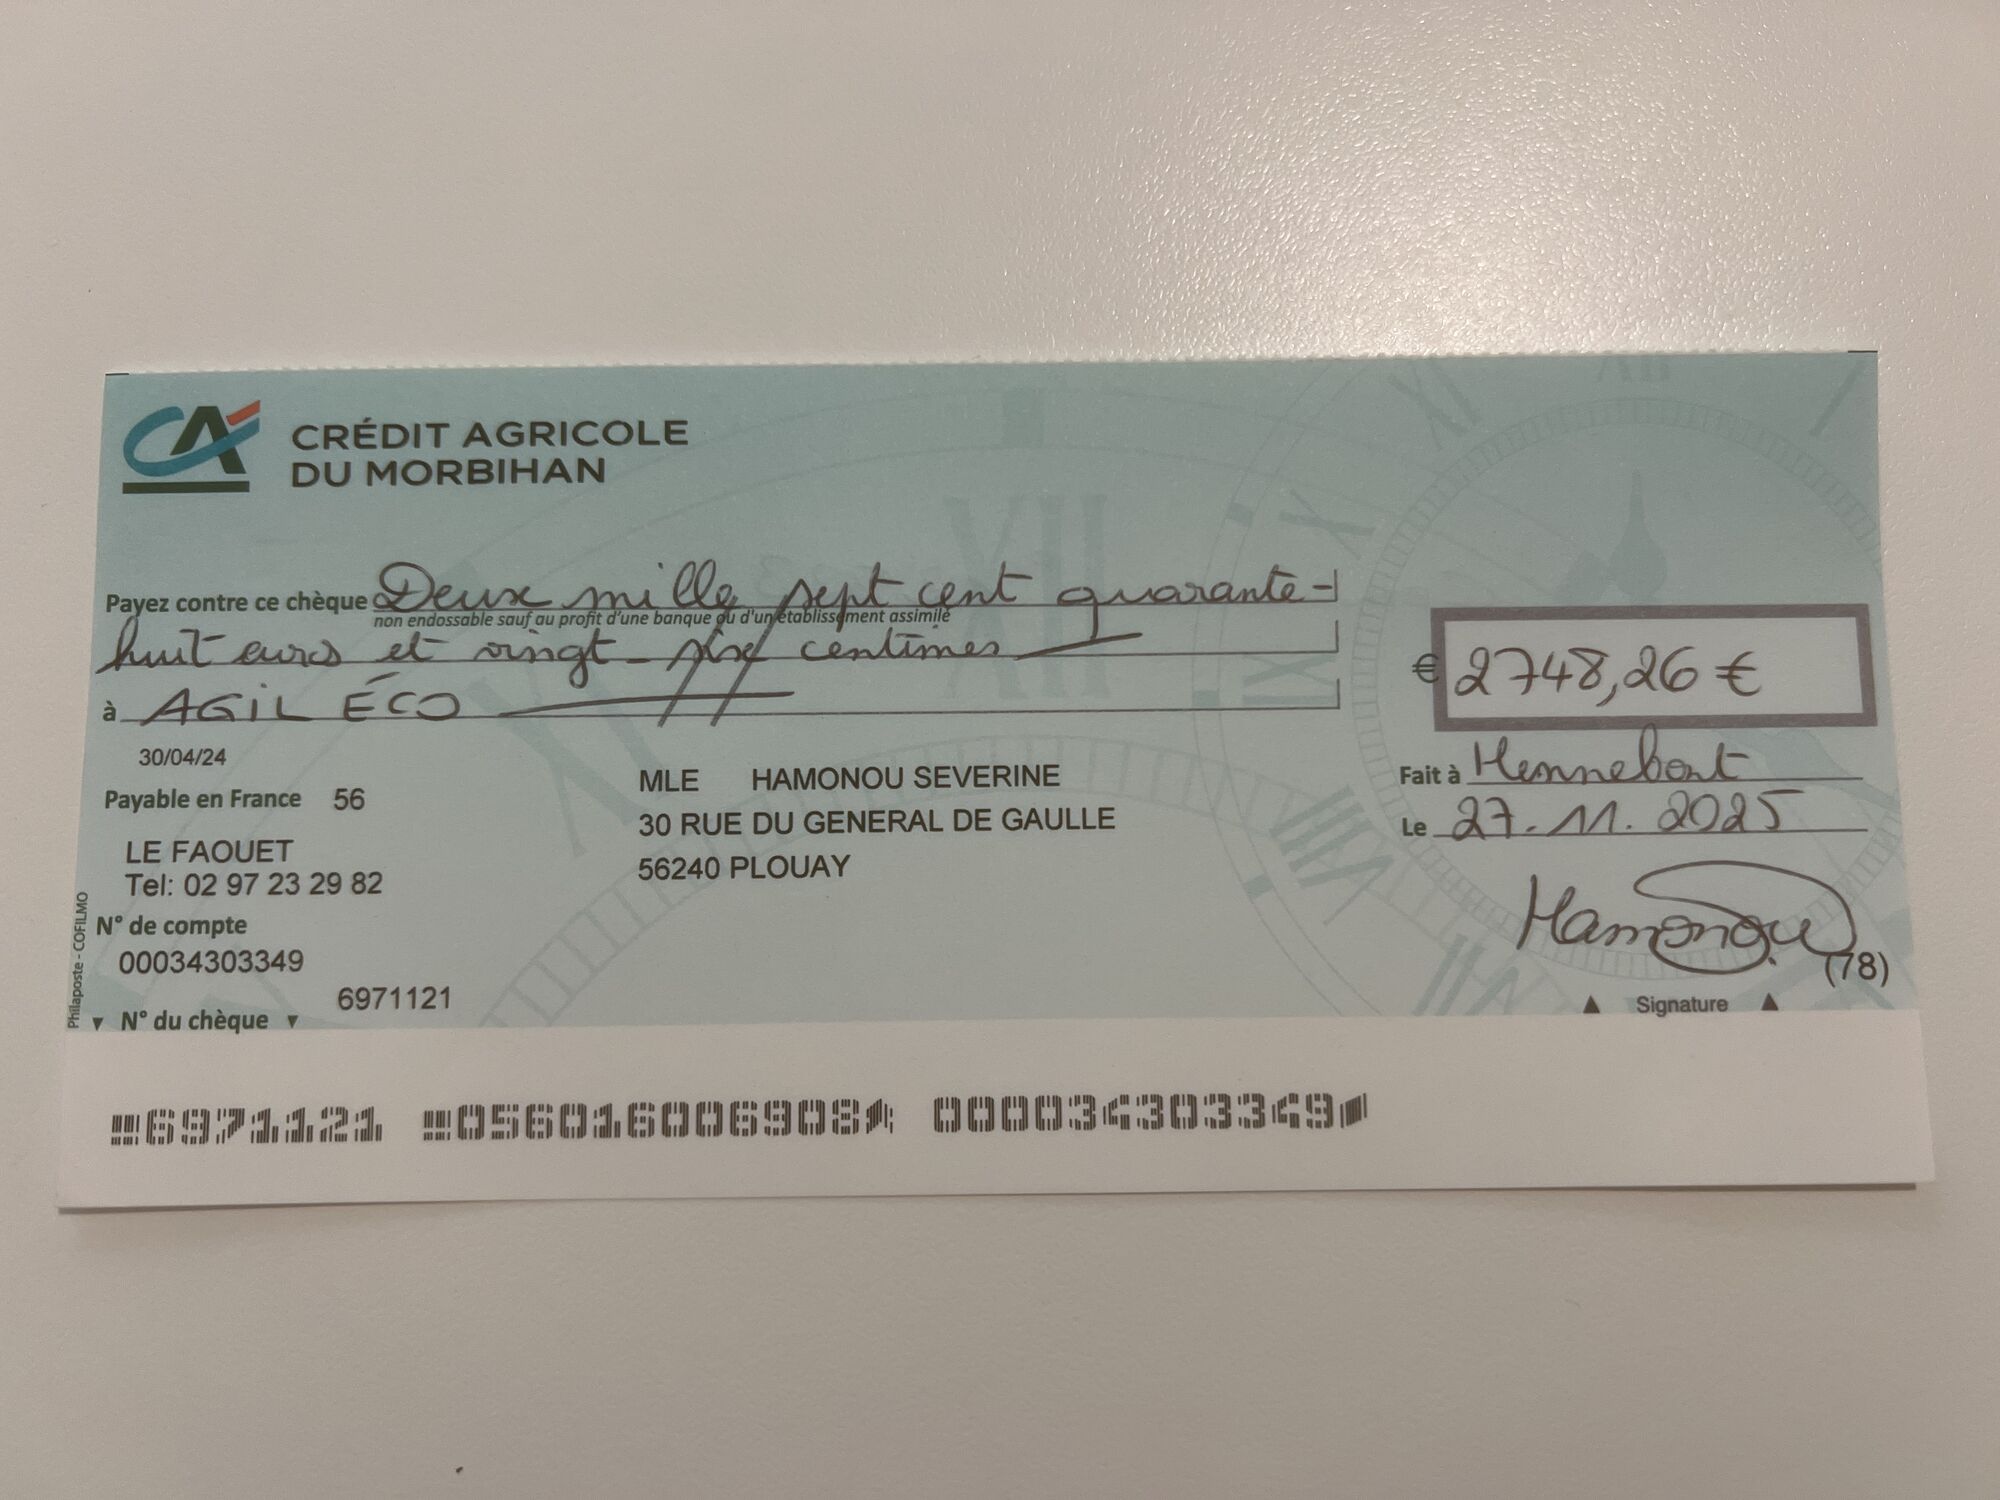 CRÉDIT AGRICOLE
DU MORBIHAN
Payez contre ce chèque Deux mille sept cent quarante-
non endossable sauf au profit d'une banque ou d'un établissement assimilé
huit euros et vingt-six centimes
€ 2748,26 €
à AGIL ÉCO
30/04/24
Payable en France 56
LE FAOUET
Tel: 02 97 23 29 82
N° de compte
00034303349
6971121
N° du chèque
Philaposte - COFILMO
MLE HAMONOU SEVERINE
30 RUE DU GENERAL DE GAULLE
56240 PLOUAY
Fait à Hennebont
Le 27.11.2025
Hamonou
(78)
Signature
6971121 056016006908 000034303349